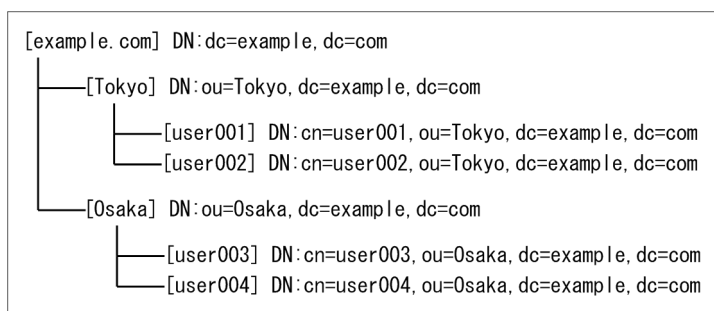 [example.com] DN:dc=example,dc=com
[Tokyo] DN:ou=Tokyo,dc=example,dc=com
[user001] DN:cn=user001,ou=Tokyo,dc=example,dc=com
[user002] DN:cn=user002,ou=Tokyo,dc=example,dc=com
[Osaka] DN:ou=Osaka,dc=example,dc=com
[user003] DN:cn=user003,ou=Osaka,dc=example,dc=com
[user004] DN:cn=user004,ou=Osaka,dc=example,dc=com